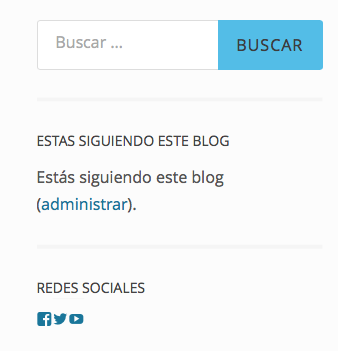 Buscar ...
BUSCAR
ESTAS SIGUIENDO ESTE BLOG
Estás siguiendo este blog
(administrar).
REDES SOCIALES